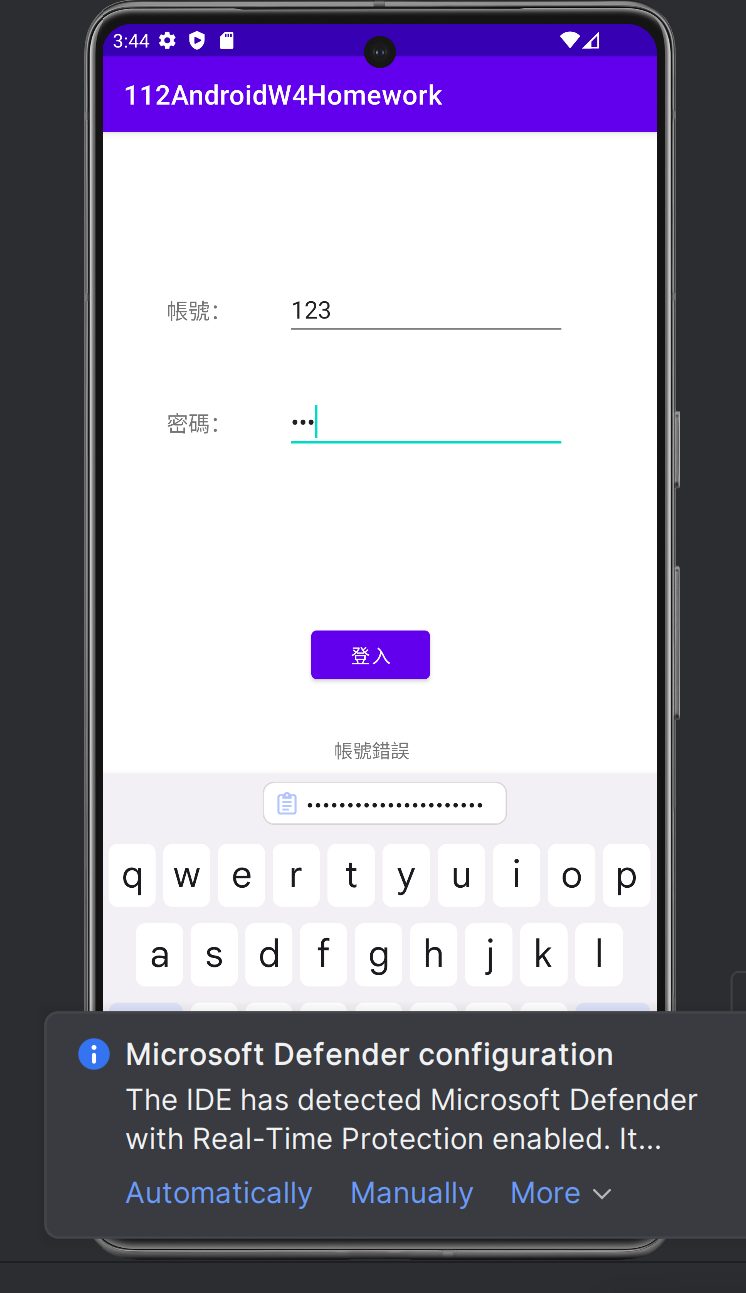 3:44
112AndroidW4Homework
帳號：
123
密碼：
•••
登入
帳號錯誤
••••••••••••••••••••••
q w e r t y u i o p
a s d f g h j k l
Microsoft Defender configuration
The IDE has detected Microsoft Defender
with Real-Time Protection enabled. It...
Automatically Manually More